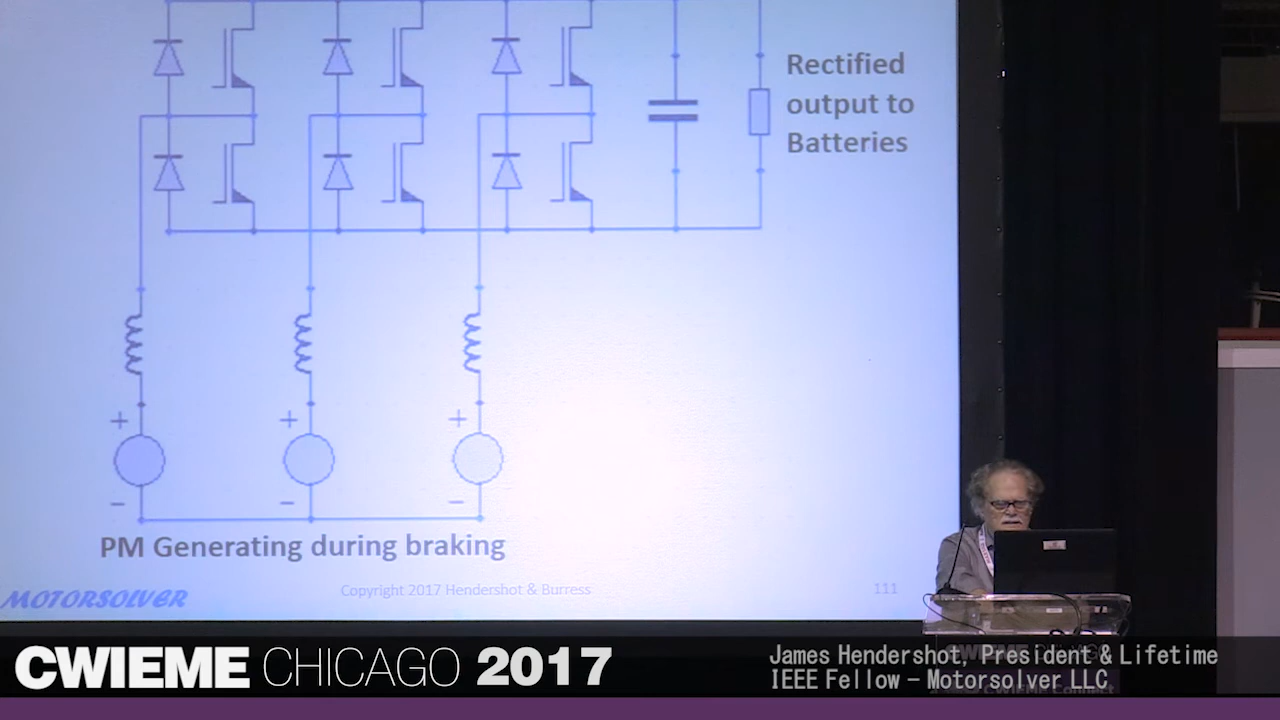 Rectified
output to
Batteries
+ + +
− − −
PM Generating during braking
MOTORSOLVER
Copyright 2017 Hendershot & Burress
111
CWIEME CHICAGO 2017
James Hendershot, President & Lifetime
IEEE Fellow – Motorsolver LLC